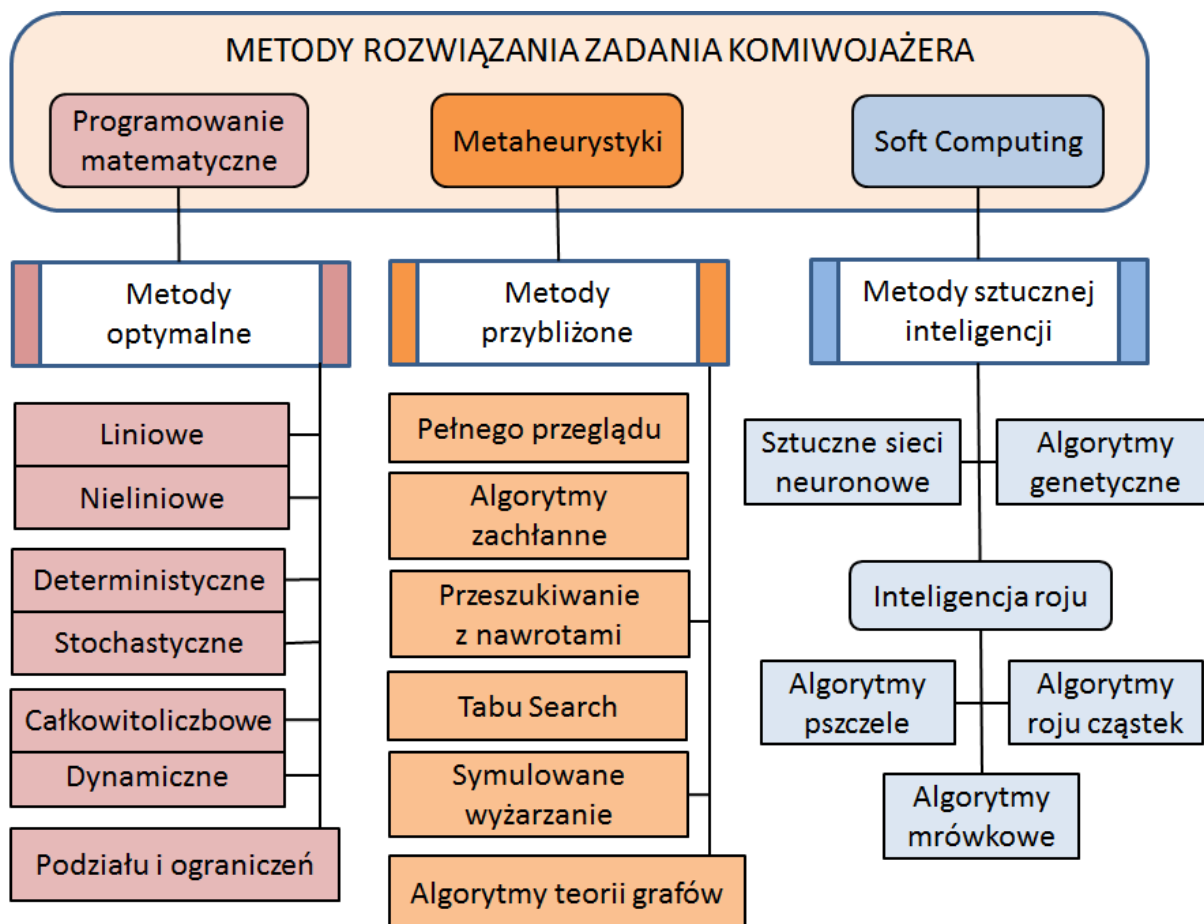 METODY ROZWIĄZANIA ZADANIA KOMIWOJAŻERA
Programowanie
matematyczne
Metaheurystyki
Soft Computing
Metody
optymalne
Metody
przybliżone
Metody sztucznej
inteligencji
Liniowe
Nieliniowe
Deterministyczne
Stochastyczne
Całkowitoliczbowe
Dynamiczne
Podziału i ograniczeń
Pełnego przeglądu
Algorytmy
zachłanne
Przeszukiwanie
z nawrotami
Tabu Search
Symulowane
wyżarzanie
Algorytmy teorii grafów
Sztuczne sieci
neuronowe
Algorytmy
genetyczne
Inteligencja roju
Algorytmy
pszczele
Algorytmy
roju cząstek
Algorytmy
mrówkowe